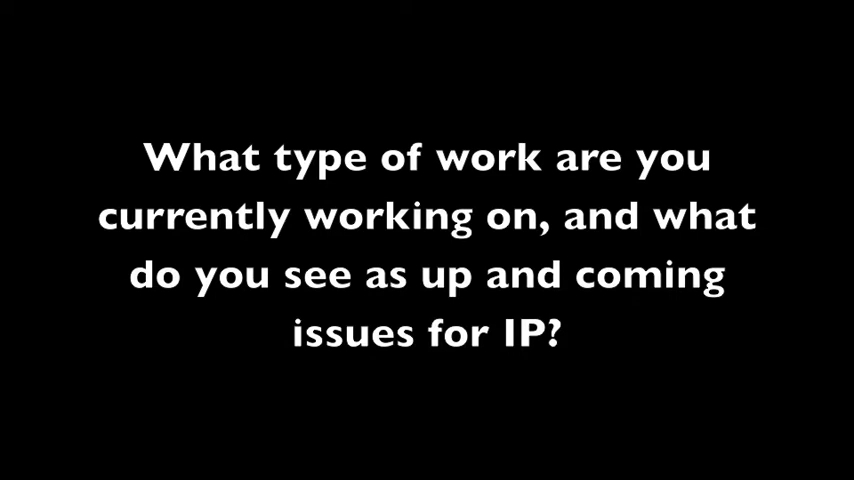 What type of work are you
currently working on, and what
do you see as up and coming
issues for IP?